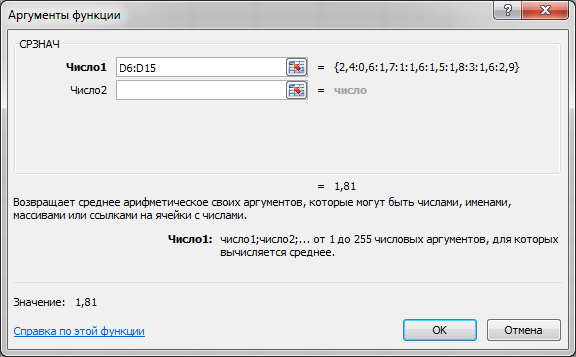 Аргументы функции
СРЗНАЧ
Число1 D6:D15 = {2,4:0,6:1,7:1:1,6:1,5:1,8:3:1,6:2,9}
Число2 = число
= 1,81
Возвращает среднее арифметическое своих аргументов, которые могут быть числами, именами,
массивами или ссылками на ячейки с числами.
Число1: число1;число2;... от 1 до 255 числовых аргументов, для которых
вычисляется среднее.
Значение: 1,81
Справка по этой функции OK Отмена